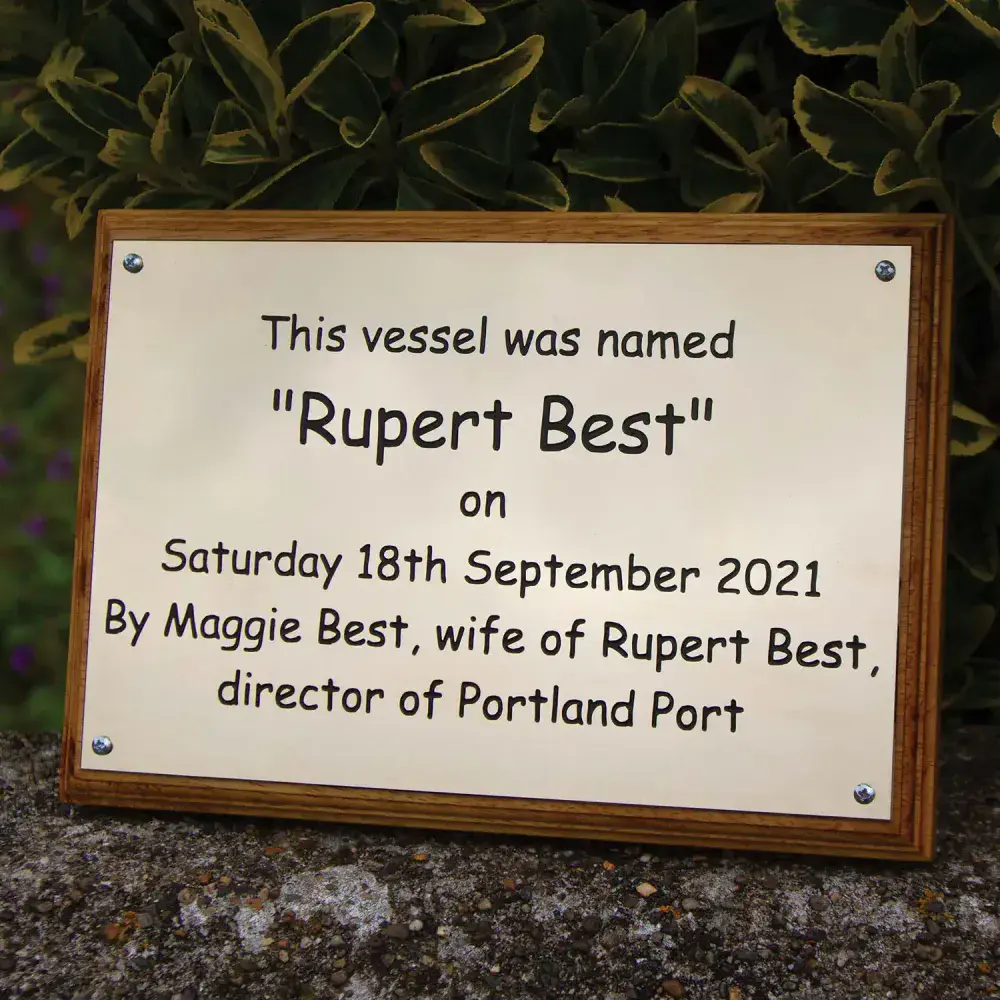 This vessel was named
"Rupert Best"
on
Saturday 18th September 2021
By Maggie Best, wife of Rupert Best,
director of Portland Port